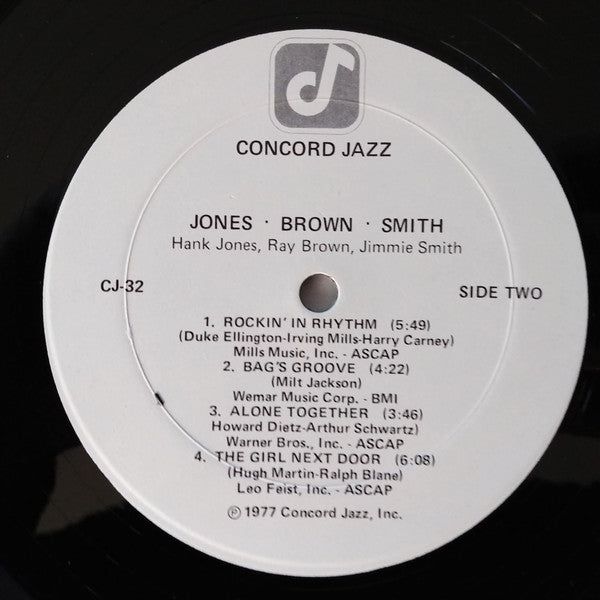 CONCORD JAZZ
JONES · BROWN · SMITH
Hank Jones, Ray Brown, Jimmie Smith
CJ-32
SIDE TWO
1. ROCKIN' IN RHYTHM (5:49)
(Duke Ellington-Irving Mills-Harry Carney)
Mills Music, Inc. - ASCAP
2. BAG'S GROOVE (4:22)
(Milt Jackson)
Wemar Music Corp. - BMI
3. ALONE TOGETHER (3:46)
Howard Dietz-Arthur Schwartz)
Warner Bros., Inc. - ASCAP
4. THE GIRL NEXT DOOR (6:08)
(Hugh Martin-Ralph Blane)
Leo Feist, Inc. - ASCAP
℗ 1977 Concord Jazz, Inc.